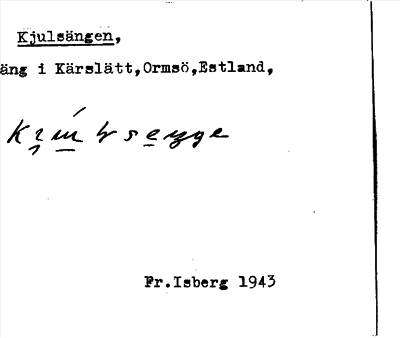 Kjulsängen,
äng i Kärslätt,Ormsö,Estland,
Fr.Isberg 1943